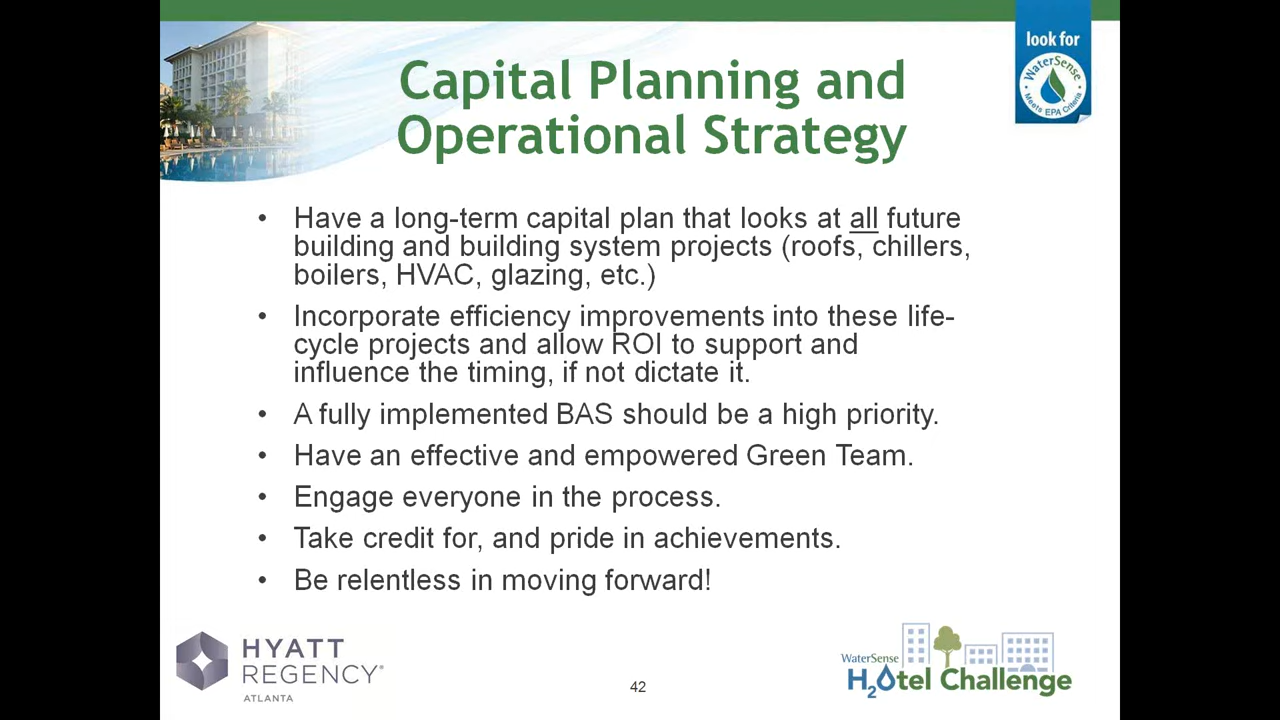 look for
WaterSense
Meets EPA Criteria
Capital Planning and
Operational Strategy
• Have a long-term capital plan that looks at all future
building and building system projects (roofs, chillers,
boilers, HVAC, glazing, etc.)
• Incorporate efficiency improvements into these life-
cycle projects and allow ROI to support and
influence the timing, if not dictate it.
• A fully implemented BAS should be a high priority.
• Have an effective and empowered Green Team.
• Engage everyone in the process.
• Take credit for, and pride in achievements.
• Be relentless in moving forward!
HYATT
REGENCY®
ATLANTA
42
WaterSense
H2Otel Challenge